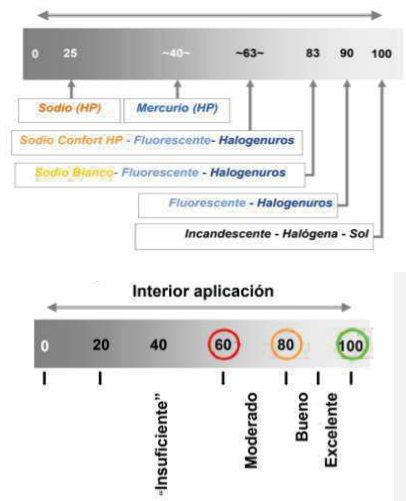 0 25 ~40~ ~63~ 83 90 100
Sodio (HP) Mercurio (HP)
Sodio Confort HP - Fluorescente- Halogenuros
Sodio Blanco- Fluorescente - Halogenuros
Fluorescente - Halogenuros
Incandescente - Halógena - Sol
Interior aplicación
0 20 40 60 80 100
"Insuficiente"
Moderado
Bueno
Excelente